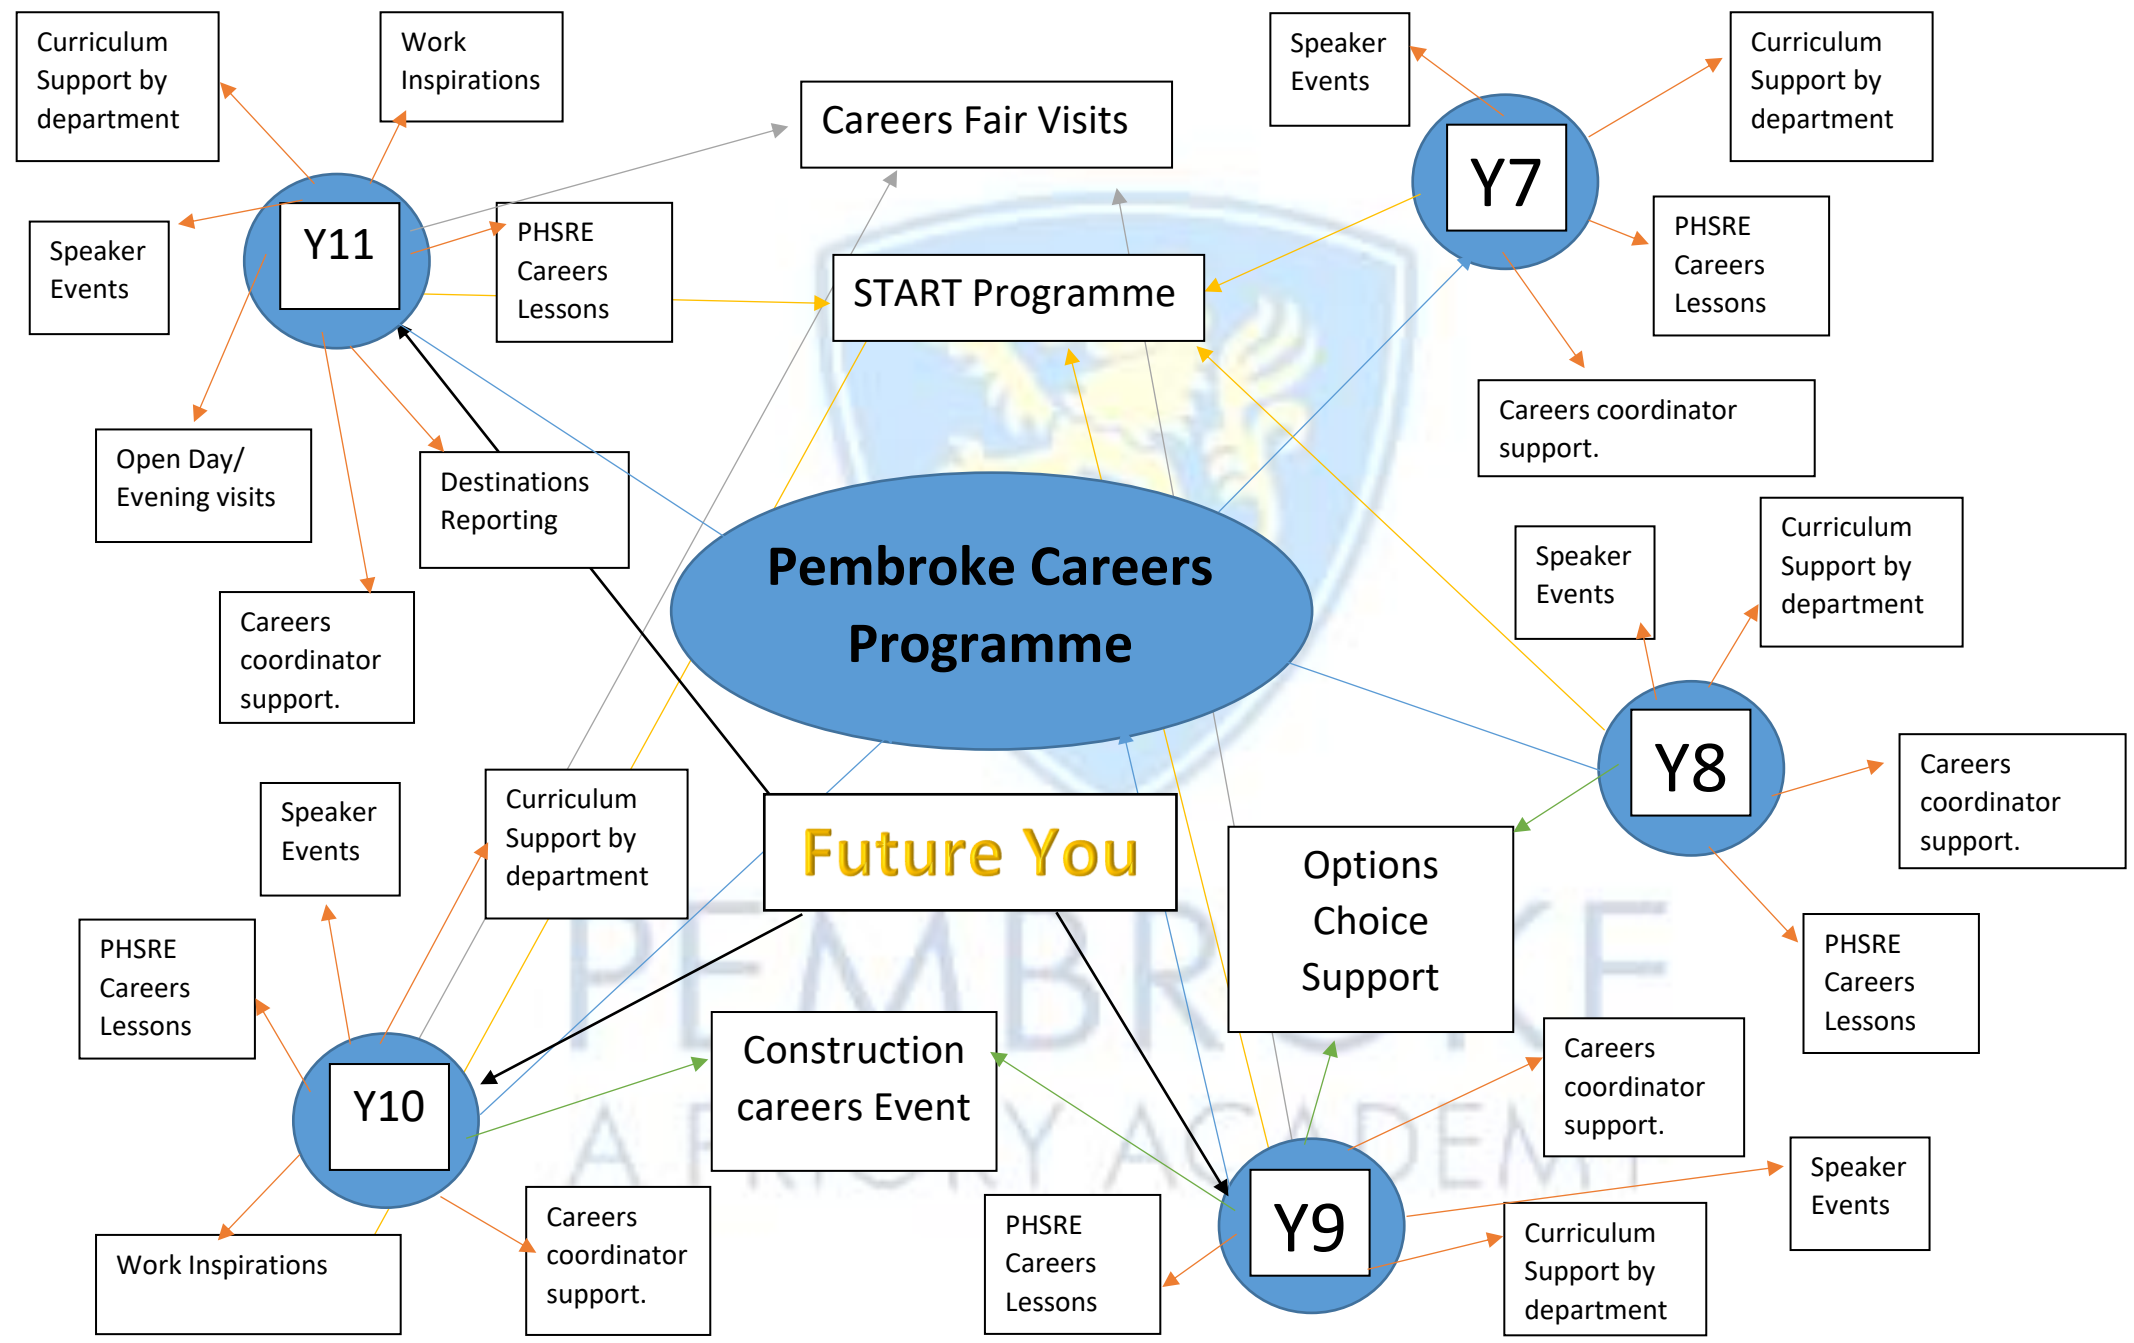 Curriculum
Support by
department
Work
Inspirations
Careers Fair Visits
Speaker
Events
Y7
Curriculum
Support by
department
Y11
Speaker
Events
PHSRE
Careers
Lessons
START Programme
PHSRE
Careers
Lessons
Careers coordinator
support.
Open Day/
Evening visits
Destinations
Reporting
Careers
coordinator
support.
Pembroke Careers
Programme
Speaker
Events
Curriculum
Support by
department
Y8
Careers
coordinator
support.
PHSRE
Careers
Lessons
Speaker
Events
Curriculum
Support by
department
Future You
Options
Choice
Support
PHSRE
Careers
Lessons
Y10
Construction
careers Event
Careers
coordinator
support.
Speaker
Events
Work Inspirations
Careers
coordinator
support.
PHSRE
Careers
Lessons
Y9
Curriculum
Support by
department
PEMBROKE
A PRIORY ACADEMY